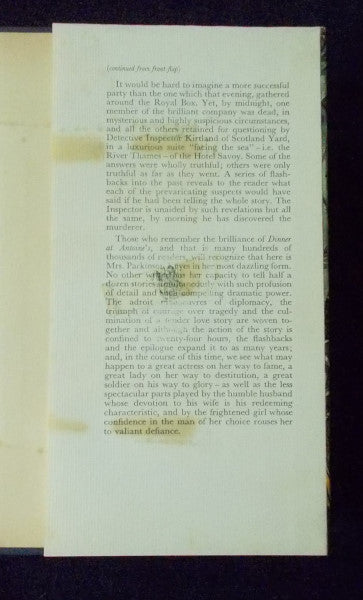 (continued from front flap)
It would be hard to imagine a more successful
party than the one which that evening, gathered
around the Royal Box. Yet, by midnight, one
member of the brilliant company was dead, in
mysterious and highly suspicious circumstances,
and all the others retained for questioning by
Detective Inspector Kirtland of Scotland Yard,
in a luxurious suite "facing the sea" – i.e. the
River Thames – of the Hotel Savoy. Some of the
answers were wholly truthful; others were only
truthful as far as they went. A series of flash-
backs into the past reveals to the reader what
each of the prevaricating suspects would have
said if he had been telling the whole story. The
Inspector is unaided by such revelations but all
the same, by morning he has discovered the
murderer.
Those who remember the brilliance of Dinner
at Antoine's, and that is many hundreds of
thousands of readers, will recognize that here is
Mrs. Parkinson Keyes in her most dazzling form.
No other has her capacity to tell half a
dozen stories with such profusion
of detail and such compelling dramatic power.
The adroit manoeuvres of diplomacy, the
triumph of courage over tragedy and the cul-
mination of a tender love story are woven to-
gether and although the action of the story is
confined to twenty-four hours, the flashbacks
and the epilogue expand it to as many years;
and, in the course of this time, we see what may
happen to a great actress on her way to fame, a
great lady on her way to destitution, a great
soldier on his way to glory – as well as the less
spectacular parts played by the humble husband
whose devotion to his wife is his redeeming
characteristic, and by the frightened girl whose
confidence in the man of her choice rouses her
to valiant defiance.